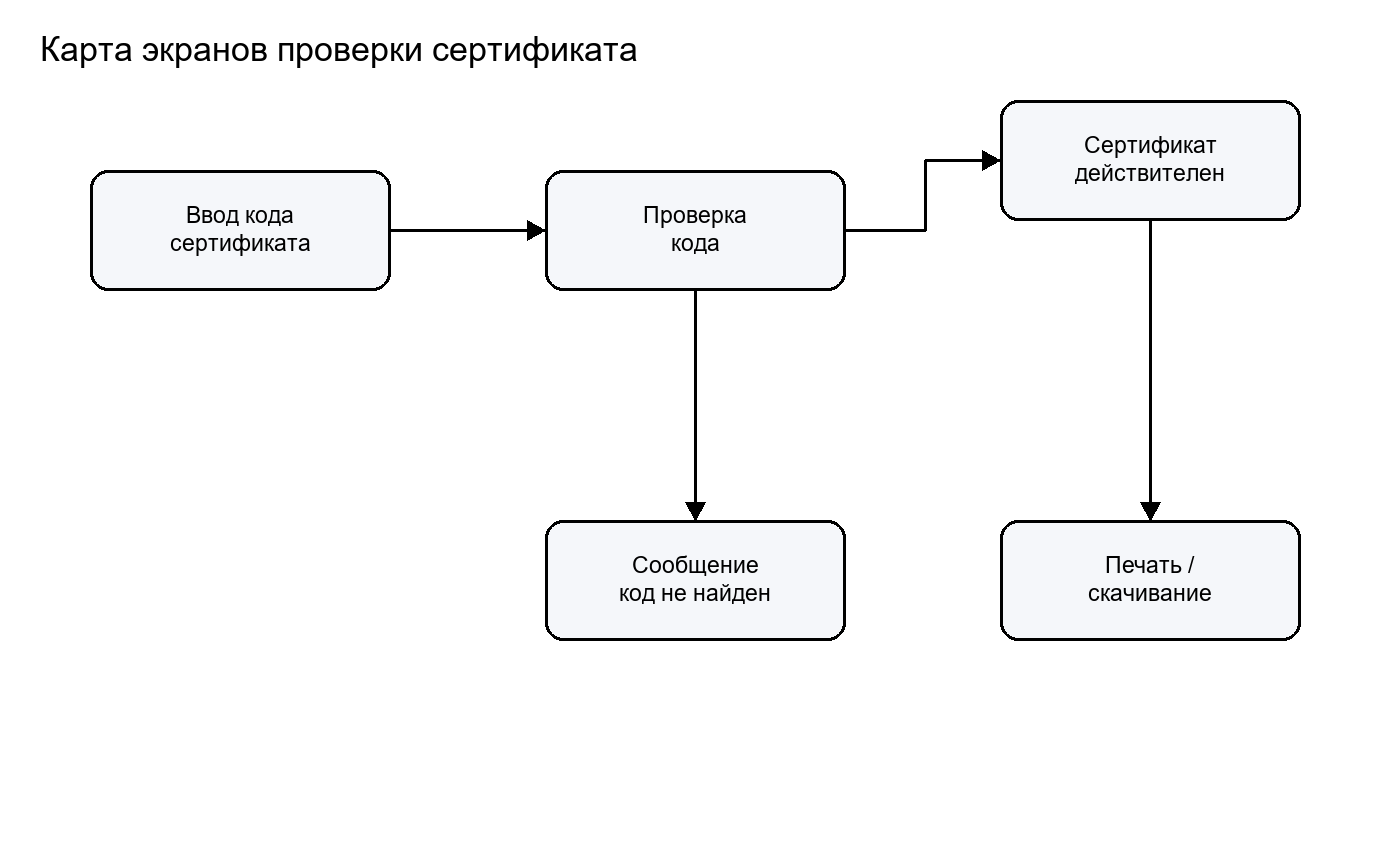 Карта экранов проверки сертификата
Ввод кода
сертификата
Проверка
кода
Сертификат
действителен
Сообщение
код не найден
Печать /
скачивание